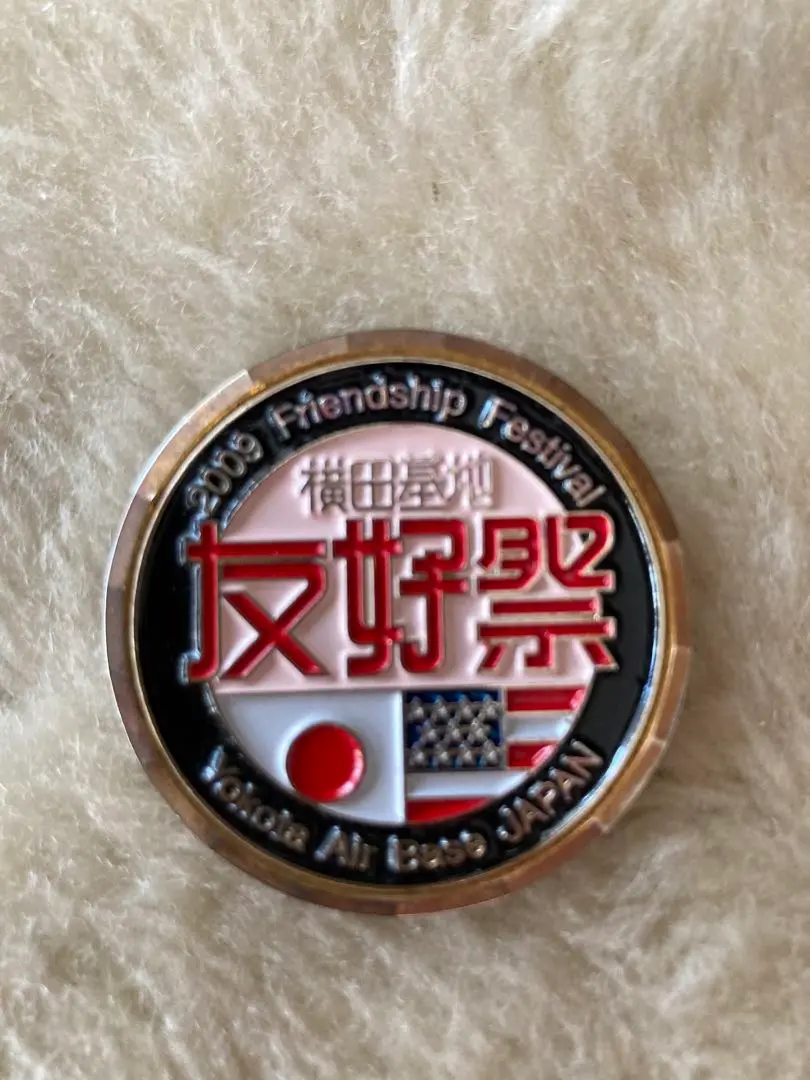 2009 Friendship Festival
横田基地
友好祭
Yokota Air Base JAPAN